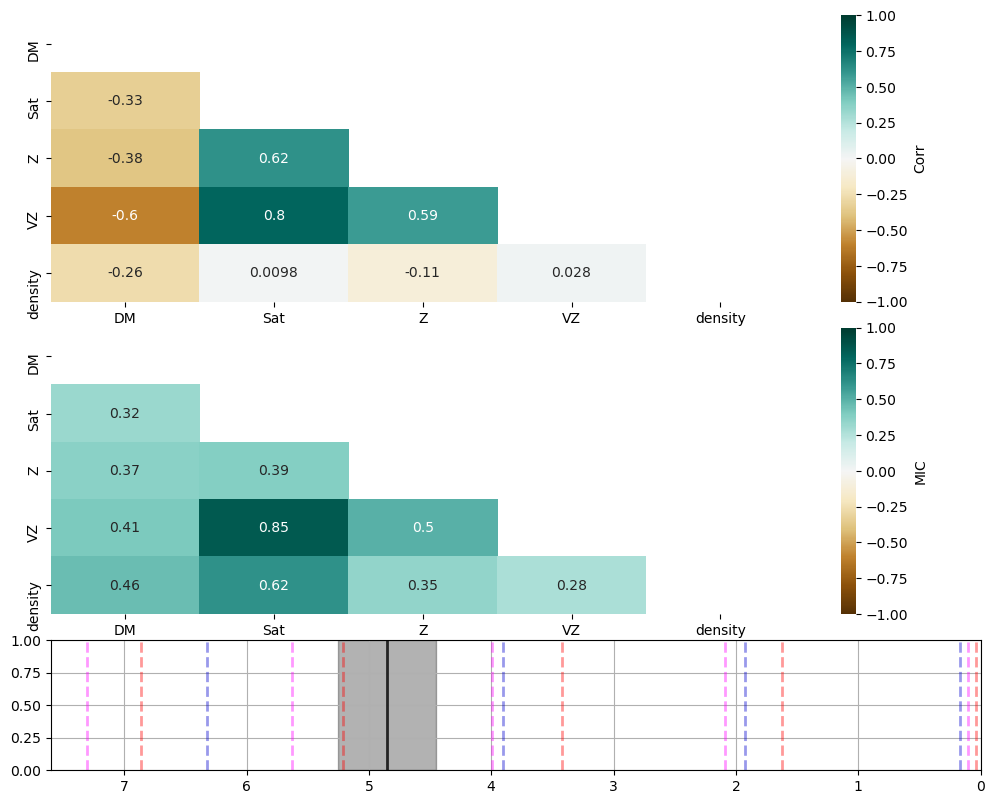 DM
Sat
Z
VZ
density
-0.33
-0.38
0.62
-0.6
0.8
0.59
-0.26
0.0098
-0.11
0.028
DM
Sat
Z
VZ
density
1.00
0.75
0.50
0.25
0.00
−0.25
−0.50
−0.75
−1.00
Corr
DM
Sat
Z
VZ
density
0.32
0.37
0.39
0.41
0.85
0.5
0.46
0.62
0.35
0.28
DM
Sat
Z
VZ
density
1.00
0.75
0.50
0.25
0.00
−0.25
−0.50
−0.75
−1.00
MIC
1.00
0.75
0.50
0.25
0.00
7
6
5
4
3
2
1
0